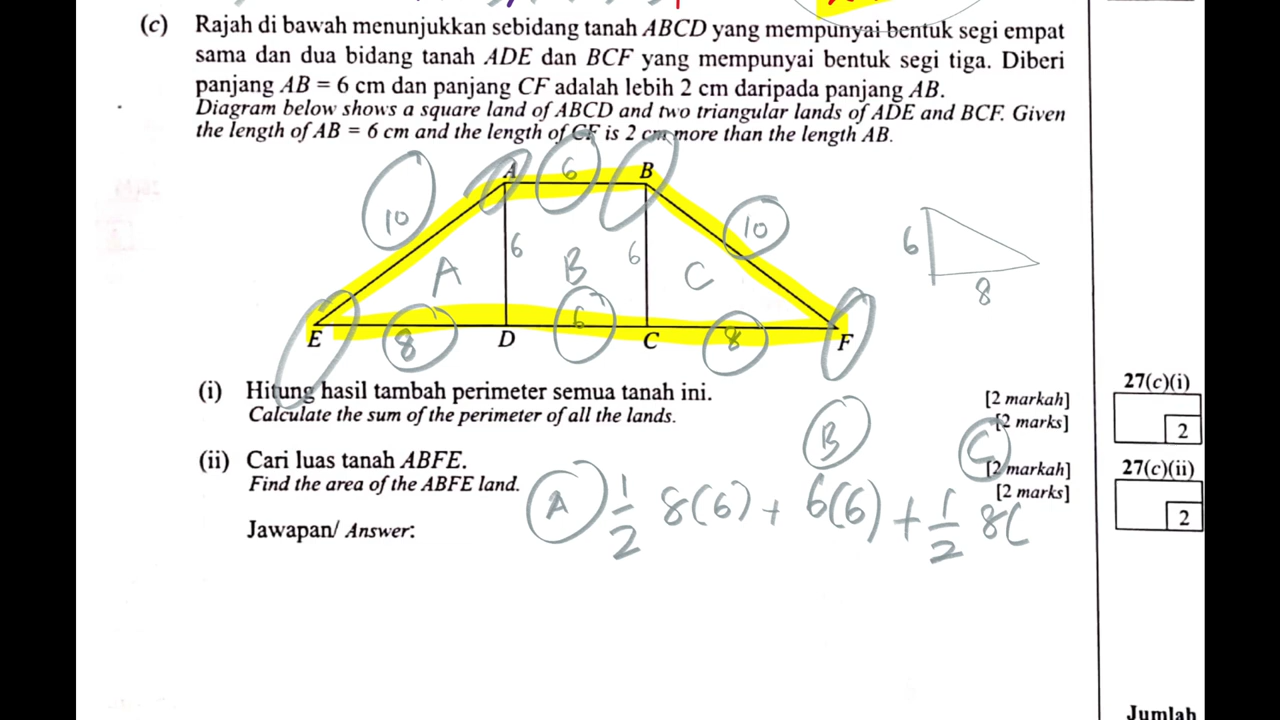 (c) Rajah di bawah menunjukkan sebidang tanah ABCD yang mempunyai bentuk segi empat
sama dan dua bidang tanah ADE dan BCF yang mempunyai bentuk segi tiga. Diberi
panjang AB = 6 cm dan panjang CF adalah lebih 2 cm daripada panjang AB.
Diagram below shows a square land of ABCD and two triangular lands of ADE and BCF. Given
the length of AB = 6 cm and the length of CF is 2 cm more than the length AB.
A 6 B
10 10
6 6 6
A B C
8
8 6 8
E D C F
(i) Hitung hasil tambah perimeter semua tanah ini. [2 markah]
Calculate the sum of the perimeter of all the lands. [2 marks]
27(c)(i)
2
B C
(ii) Cari luas tanah ABFE. [2 markah]
Find the area of the ABFE land. [2 marks]
27(c)(ii)
2
A 1/2 8(6) + 6(6) + 1/2 8(
Jawapan/ Answer:
Jumlah